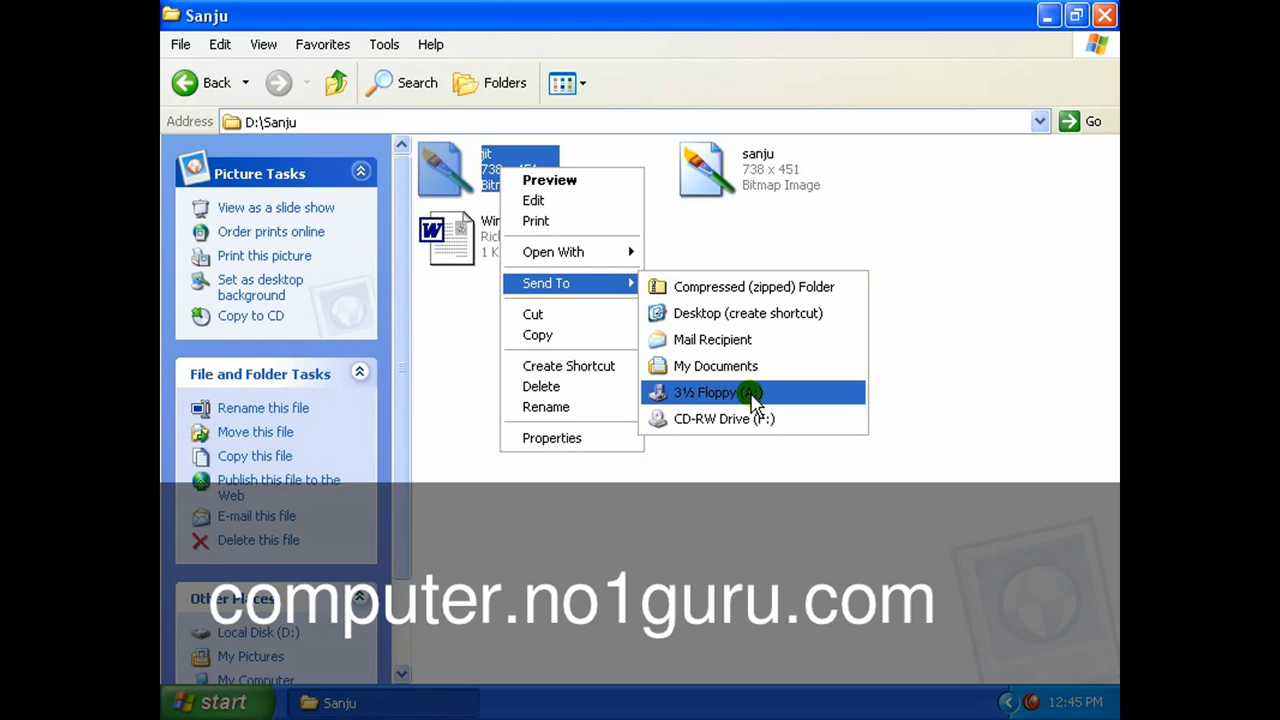 Sanju
File Edit View Favorites Tools Help
Back Search Folders
Address D:\Sanju Go
Picture Tasks
View as a slide show
Order prints online
Print this picture
Set as desktop
background
Copy to CD
File and Folder Tasks
Rename this file
Move this file
Copy this file
Publish this file to the
Web
E-mail this file
Delete this file
Other Places
Local Disk (D:)
My Pictures
My Computer
jit
738
sanju
738 x 451
Bitmap Image
1 K
Preview
Edit
Print
Open With
Send To
Cut
Copy
Create Shortcut
Delete
Rename
Properties
Compressed (zipped) Folder
Desktop (create shortcut)
Mail Recipient
My Documents
3½ Floppy (A:)
CD-RW Drive (F:)
computer.no1guru.com
start Sanju 12:45 PM